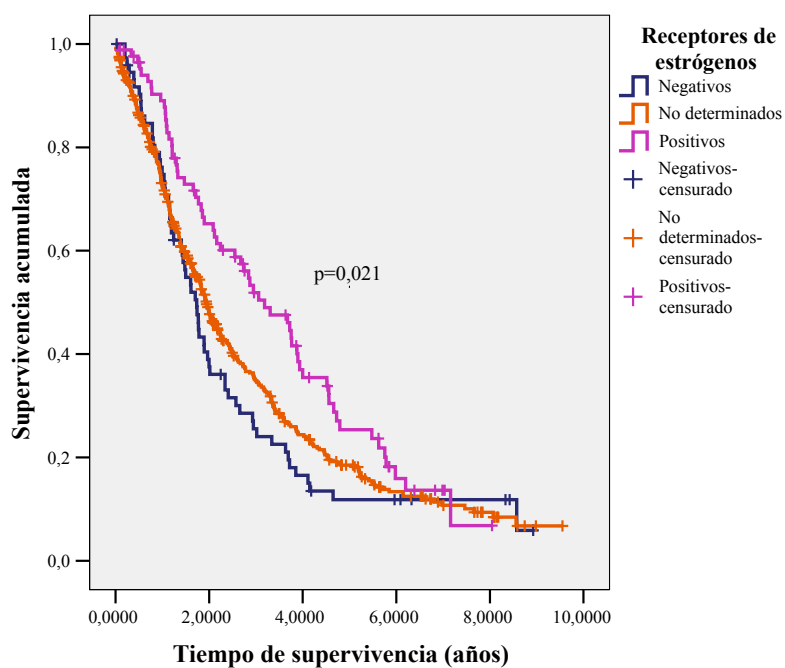 Receptores de
estrógenos
Negativos
No determinados
Positivos
Negativos-
censurado
No
determinados-
censurado
Positivos-
censurado
1,0
0,8
0,6
0,4
0,2
0,0
p=0,021
0,0000 2,0000 4,0000 6,0000 8,0000 10,0000
Supervivencia acumulada
Tiempo de supervivencia (años)